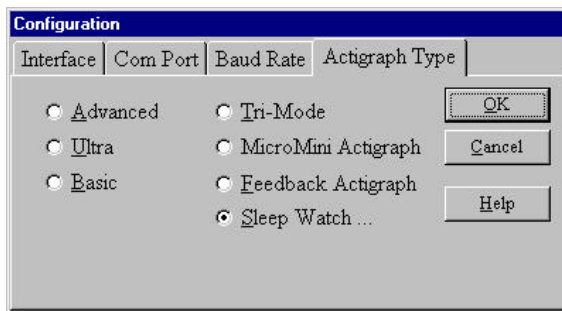 Configuration
Interface
Com Port
Baud Rate
Actigraph Type
Advanced
Ultra
Basic
Tri-Mode
MicroMini Actigraph
Feedback Actigraph
Sleep Watch ...
OK
Cancel
Help